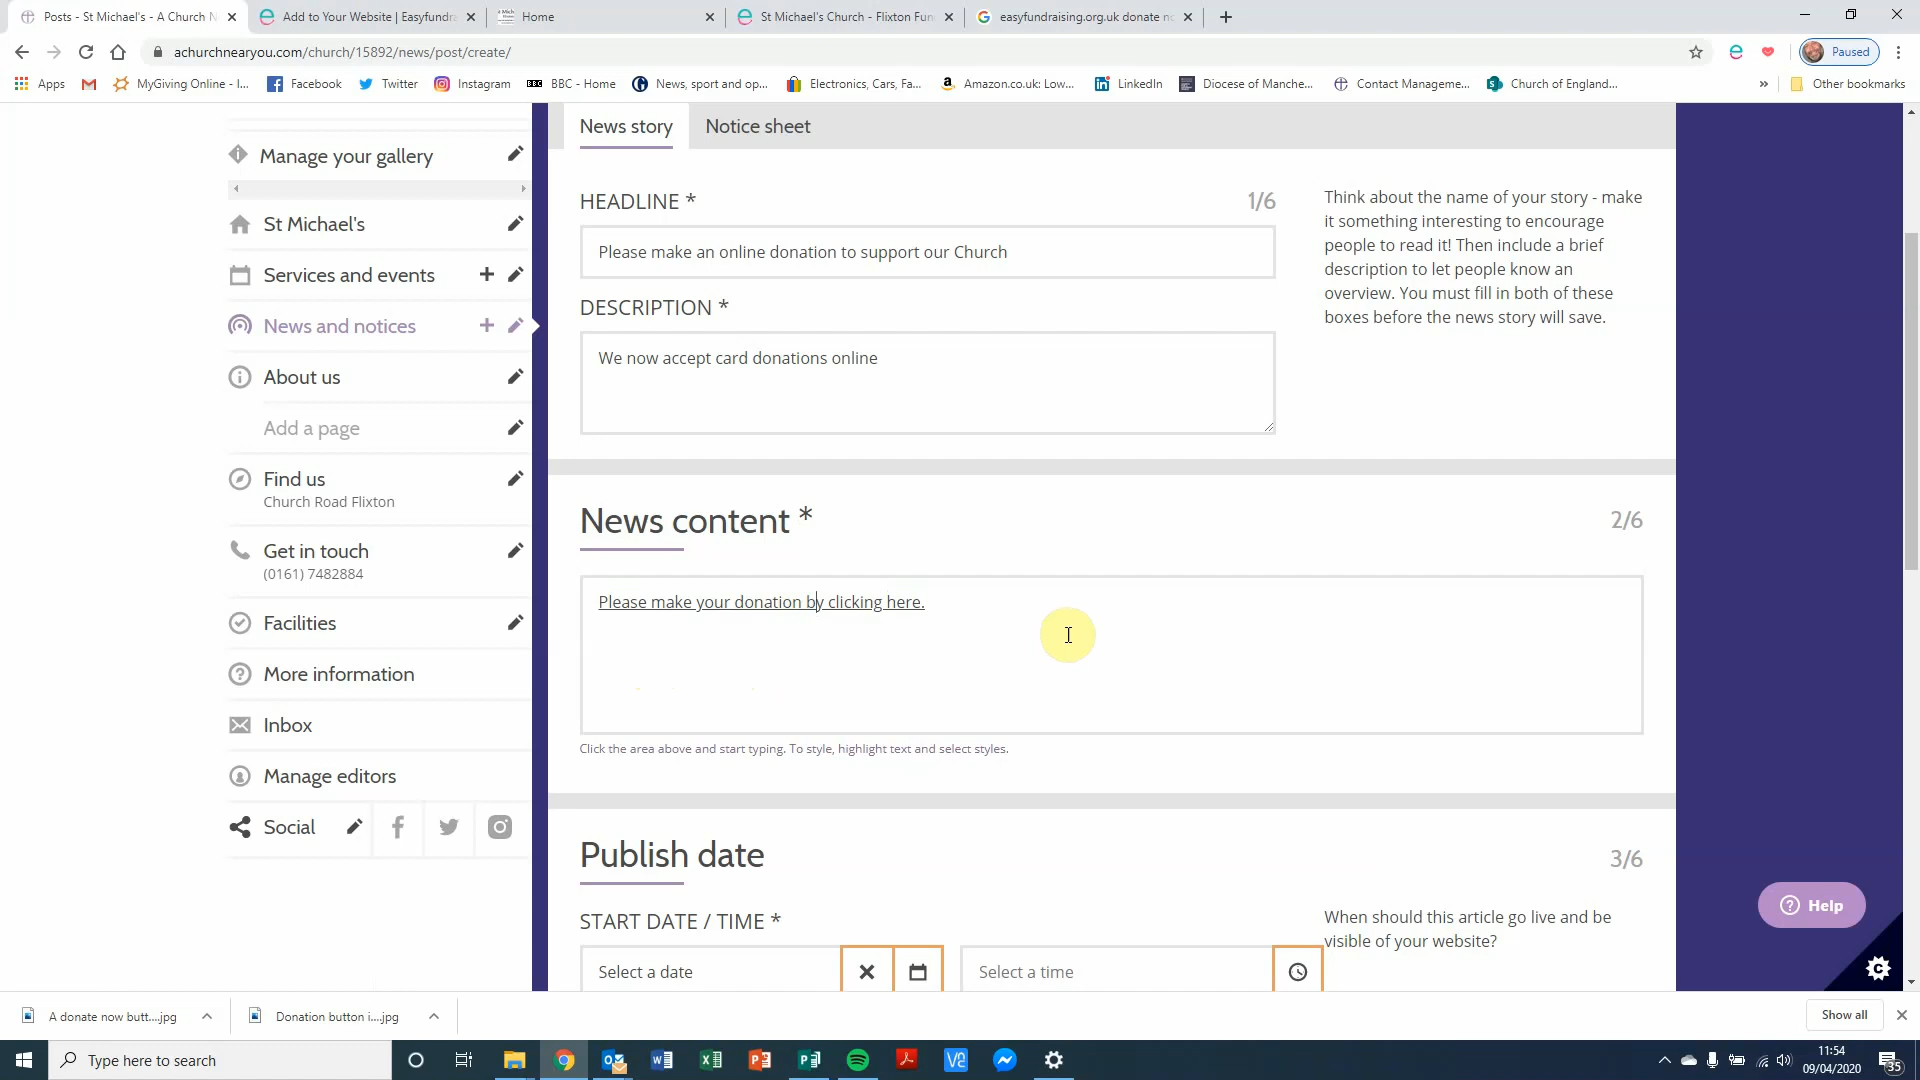 Posts - St Michael's - A Church N
Add to Your Website | Easyfundra
Home
St Michael's Church - Flixton Fun
easyfundraising.org.uk donate no
achurchnearyou.com/church/15892/news/post/create/
Paused
Apps
MyGiving Online - I...
Facebook
Twitter
Instagram
BBC - Home
News, sport and op...
Electronics, Cars, Fa...
Amazon.co.uk: Low...
LinkedIn
Diocese of Manche...
Contact Manageme...
Church of England...
Other bookmarks
Manage your gallery
St Michael's
Services and events
News and notices
About us
Add a page
Find us
Church Road Flixton
Get in touch
(0161) 7482884
Facilities
More information
Inbox
Manage editors
Social
News story
Notice sheet
HEADLINE *
1/6
Please make an online donation to support our Church
DESCRIPTION *
We now accept card donations online
Think about the name of your story - make
it something interesting to encourage
people to read it! Then include a brief
description to let people know an
overview. You must fill in both of these
boxes before the news story will save.
News content *
2/6
Please make your donation by clicking here.
Click the area above and start typing. To style, highlight text and select styles.
Publish date
3/6
START DATE / TIME *
Select a date
Select a time
When should this article go live and be
visible of your website?
Help
A donate now butt....jpg
Donation button i....jpg
Show all
Type here to search
11:54
09/04/2020
35